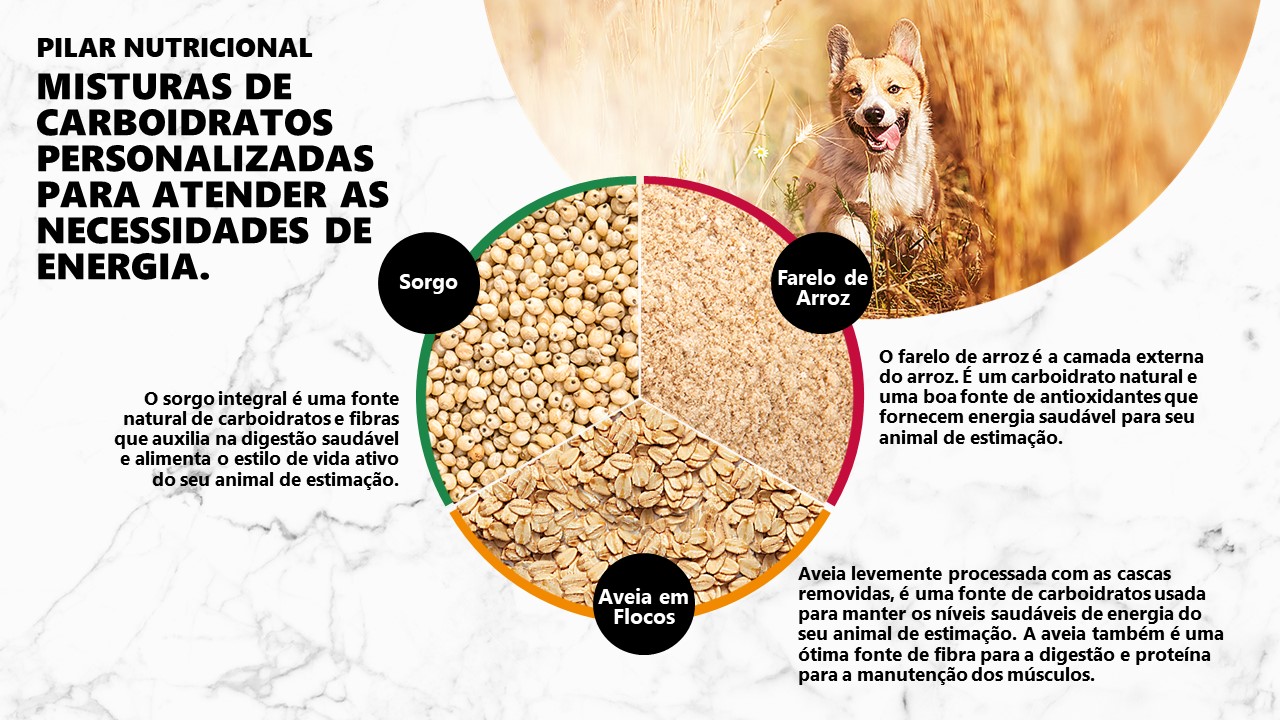 PILAR NUTRICIONAL
MISTURAS DE
CARBOIDRATOS
PERSONALIZADAS
PARA ATENDER AS
NECESSIDADES DE
ENERGIA.
Sorgo
Farelo de
Arroz
O farelo de arroz é a camada externa
do arroz. É um carboidrato natural e
uma boa fonte de antioxidantes que
fornecem energia saudável para seu
animal de estimação.
O sorgo integral é uma fonte
natural de carboidratos e fibras
que auxilia na digestão saudável
e alimenta o estilo de vida ativo
do seu animal de estimação.
Aveia em
Flocos
Aveia levemente processada com as cascas
removidas, é uma fonte de carboidratos usada
para manter os níveis saudáveis de energia do
seu animal de estimação. A aveia também é uma
ótima fonte de fibra para a digestão e proteína
para a manutenção dos músculos.